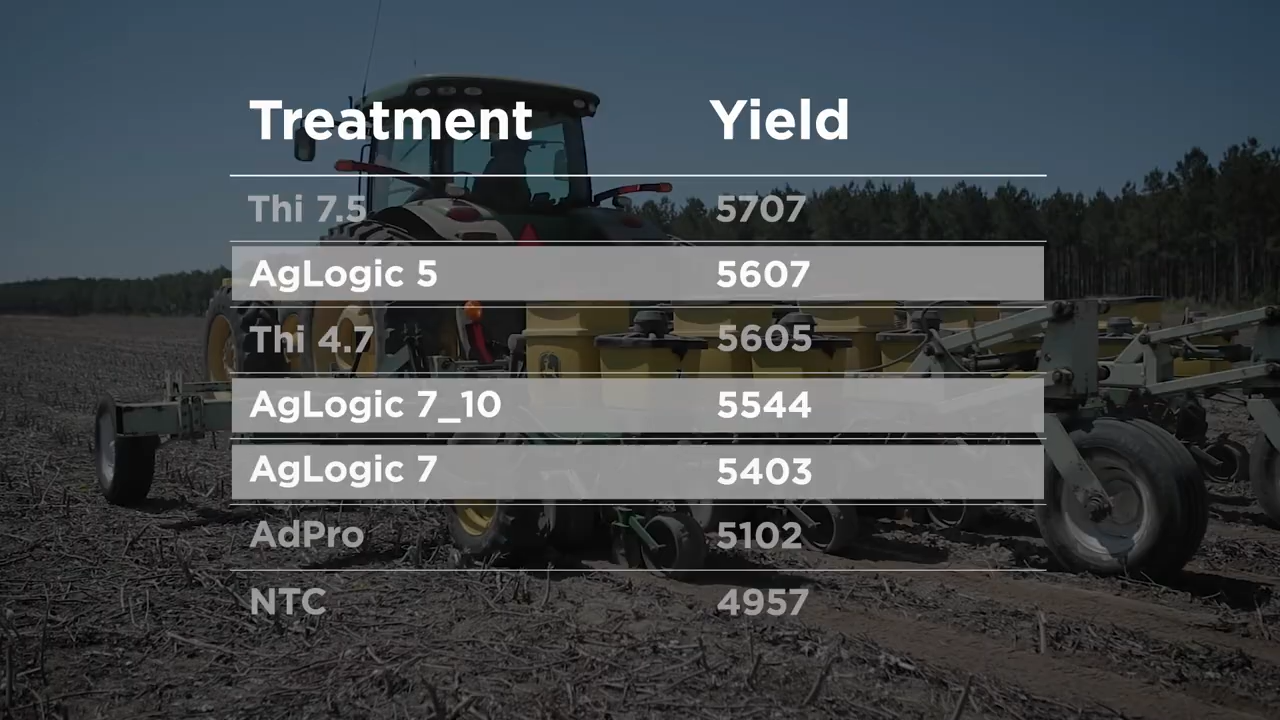 Treatment Yield
Thi 7.5 5707
AgLogic 5 5607
Thi 4.7 5605
AgLogic 7_10 5544
AgLogic 7 5403
AdPro 5102
NTC 4957